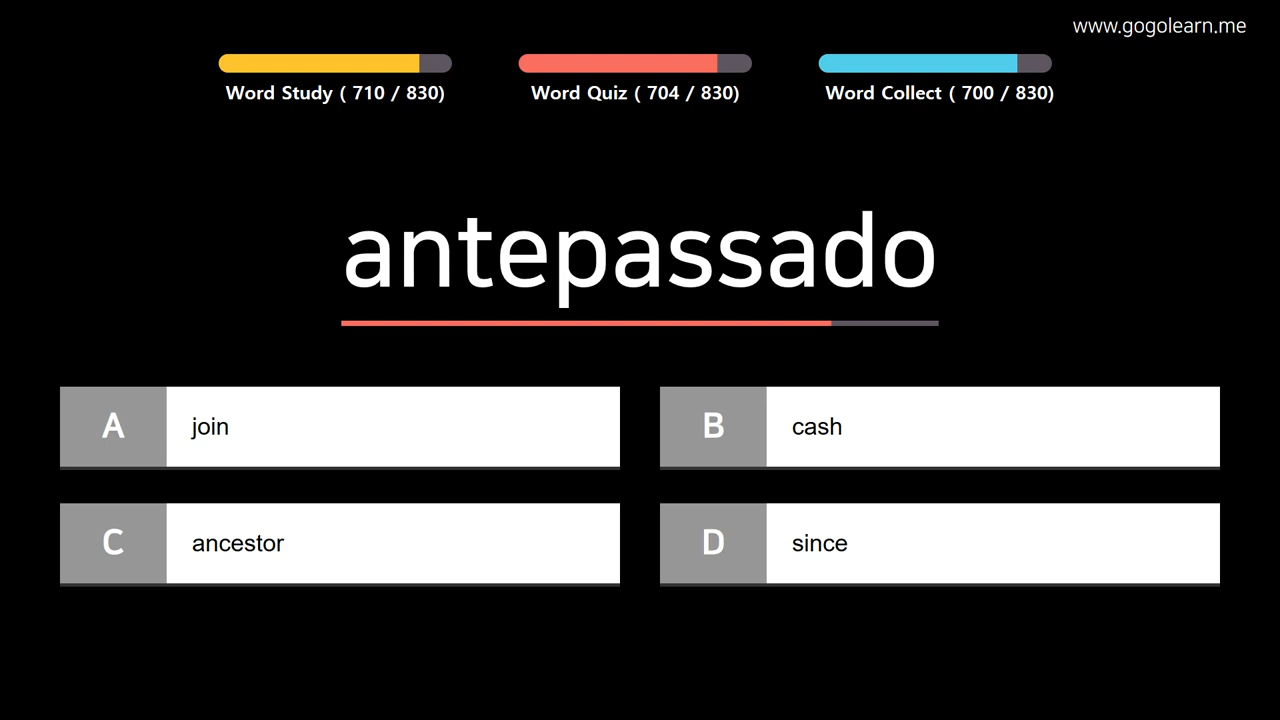 www.gogolearn.me
Word Study ( 710 / 830)
Word Quiz ( 704 / 830)
Word Collect ( 700 / 830)
antepassado
A join
B cash
C ancestor
D since